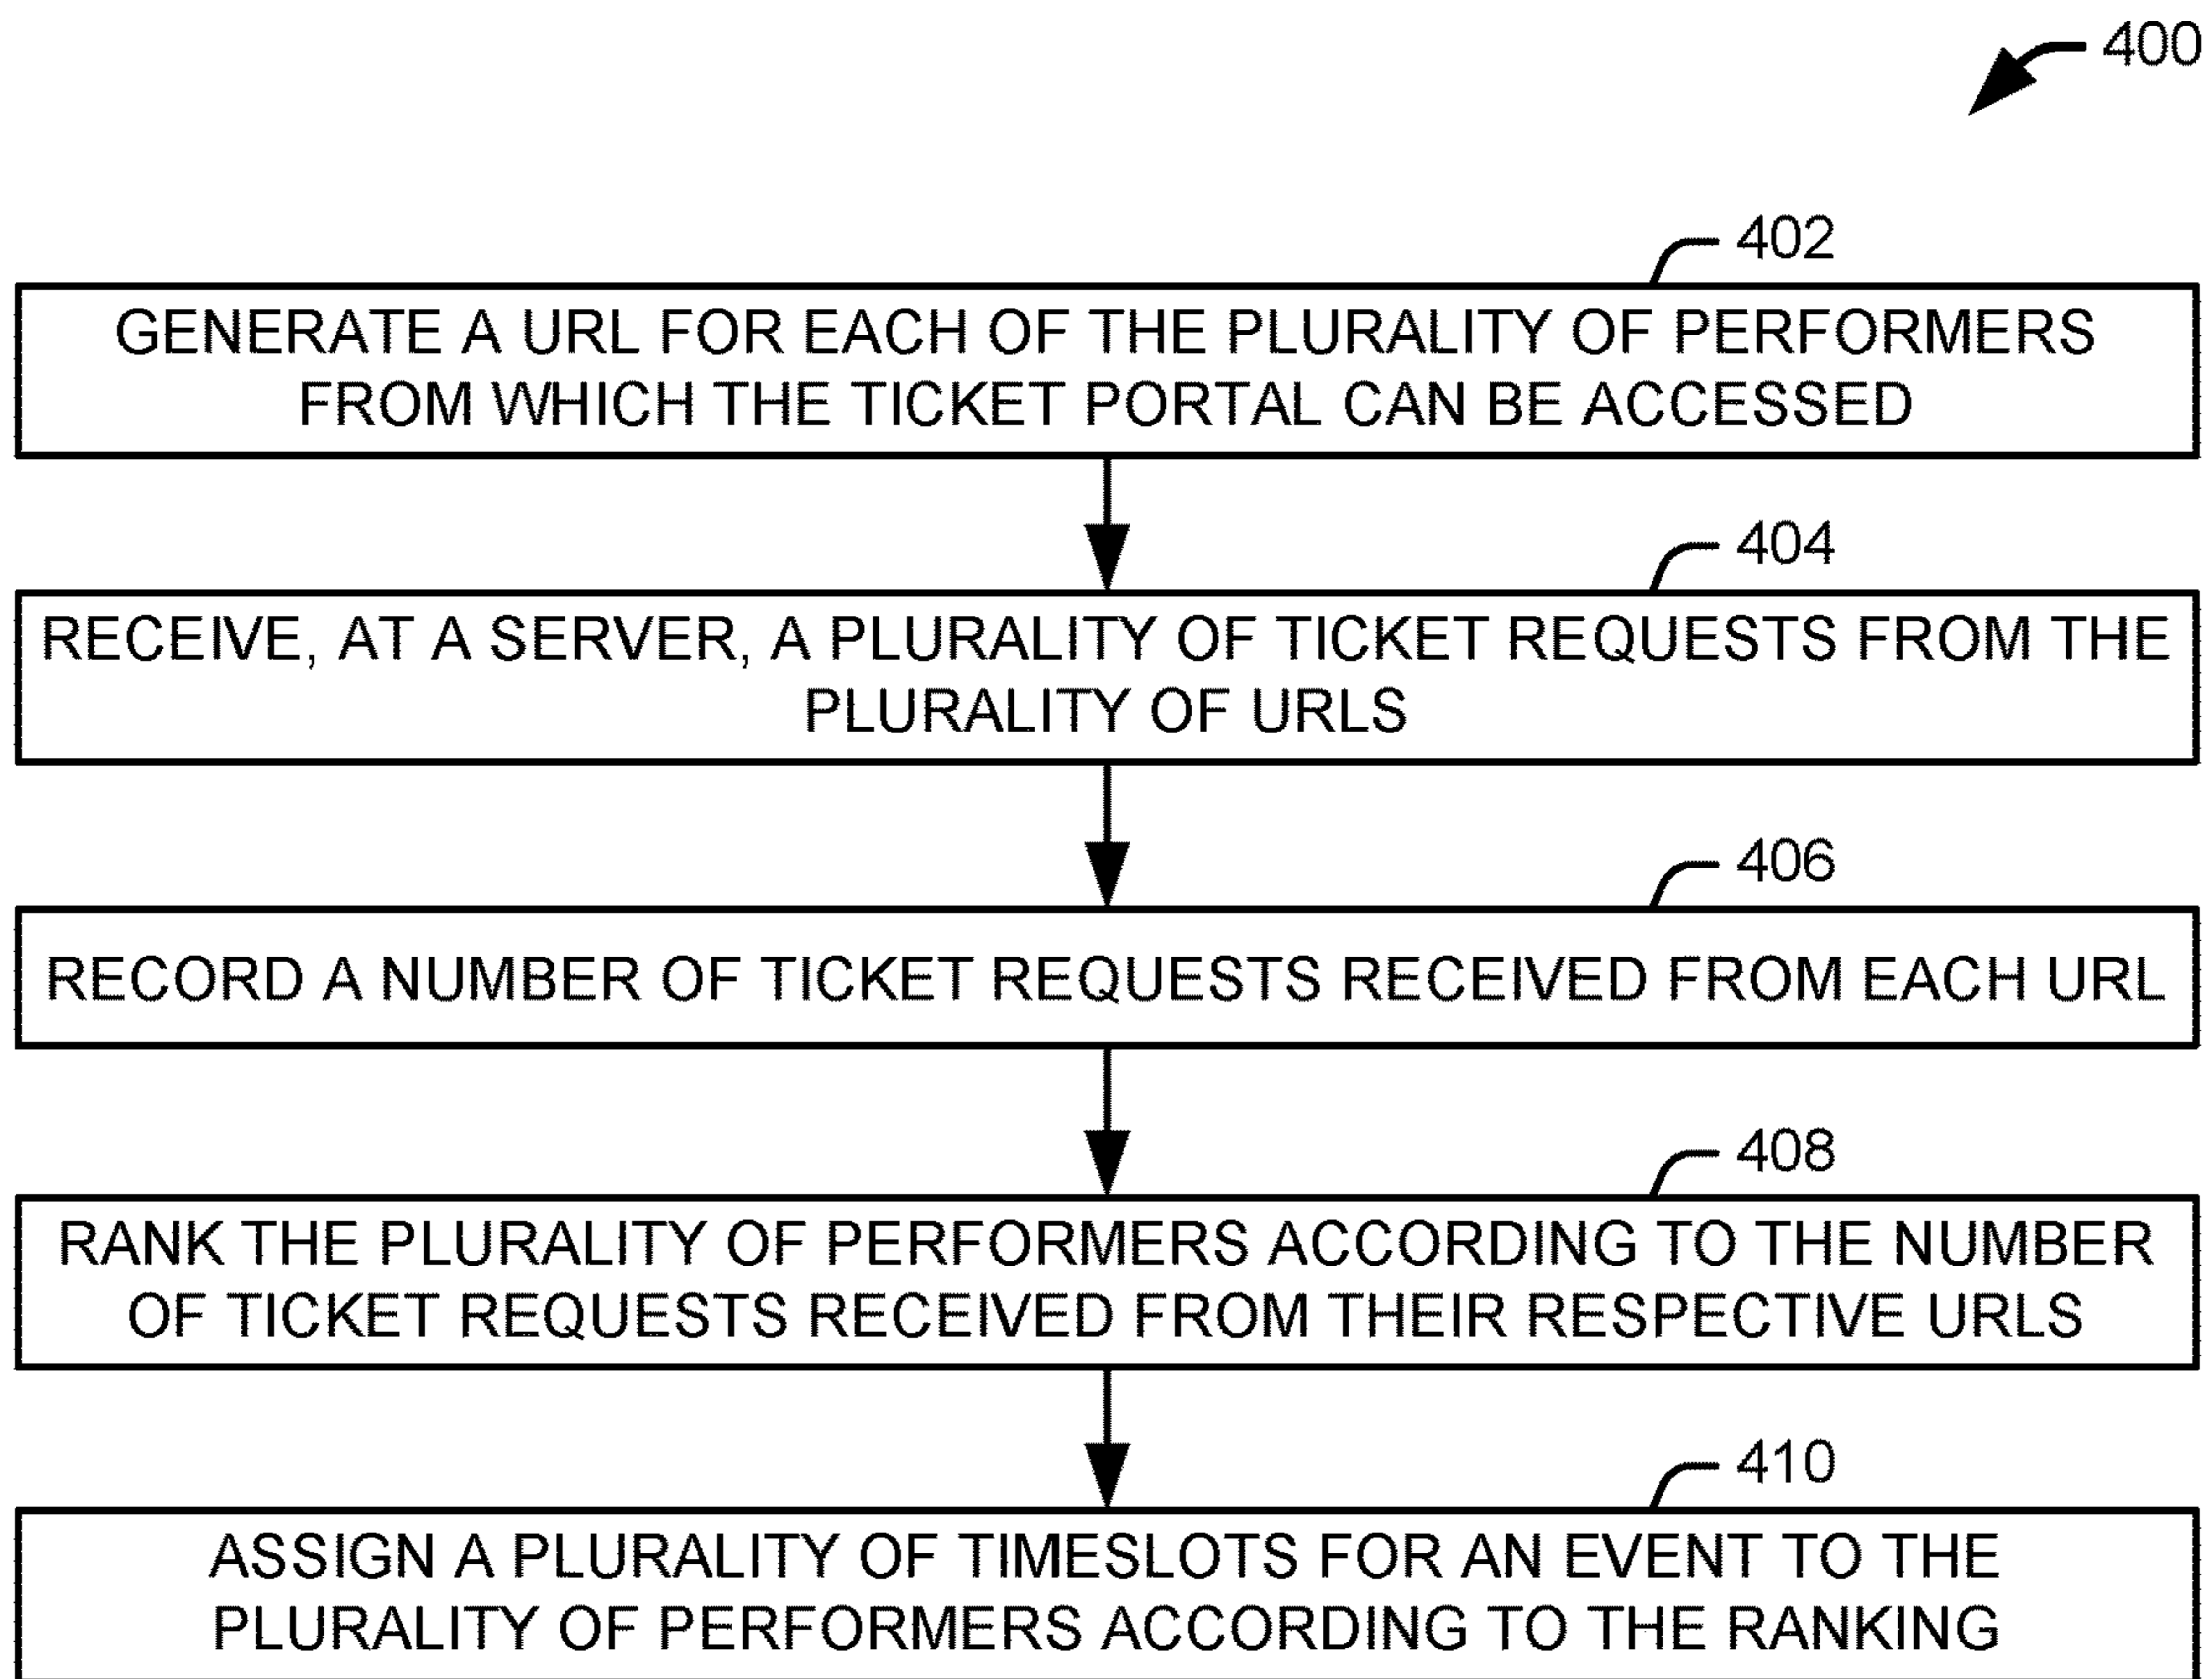 400
402
GENERATE A URL FOR EACH OF THE PLURALITY OF PERFORMERS
FROM WHICH THE TICKET PORTAL CAN BE ACCESSED
404
RECEIVE, AT A SERVER, A PLURALITY OF TICKET REQUESTS FROM THE
PLURALITY OF URLS
406
RECORD A NUMBER OF TICKET REQUESTS RECEIVED FROM EACH URL
408
RANK THE PLURALITY OF PERFORMERS ACCORDING TO THE NUMBER
OF TICKET REQUESTS RECEIVED FROM THEIR RESPECTIVE URLS
410
ASSIGN A PLURALITY OF TIMESLOTS FOR AN EVENT TO THE
PLURALITY OF PERFORMERS ACCORDING TO THE RANKING